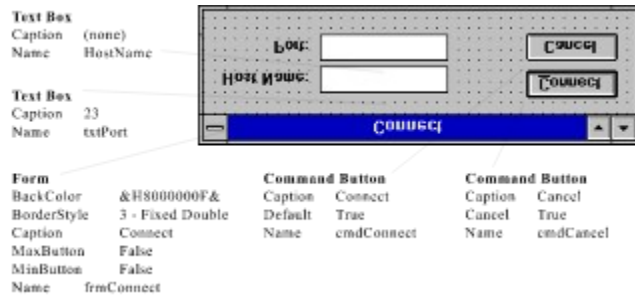 Text Box
Caption (none)
Name HostName
Text Box
Caption 23
Name txtPort
Port:
Cancel
Host Name:
Connect
Connect
Form
BackColor &H8000000F&
BorderStyle 3 - Fixed Double
Caption Connect
MaxButton False
MinButton False
Name frmConnect
Command Button
Caption Connect
Default True
Name cmdConnect
Command Button
Caption Cancel
Cancel True
Name cmdCancel